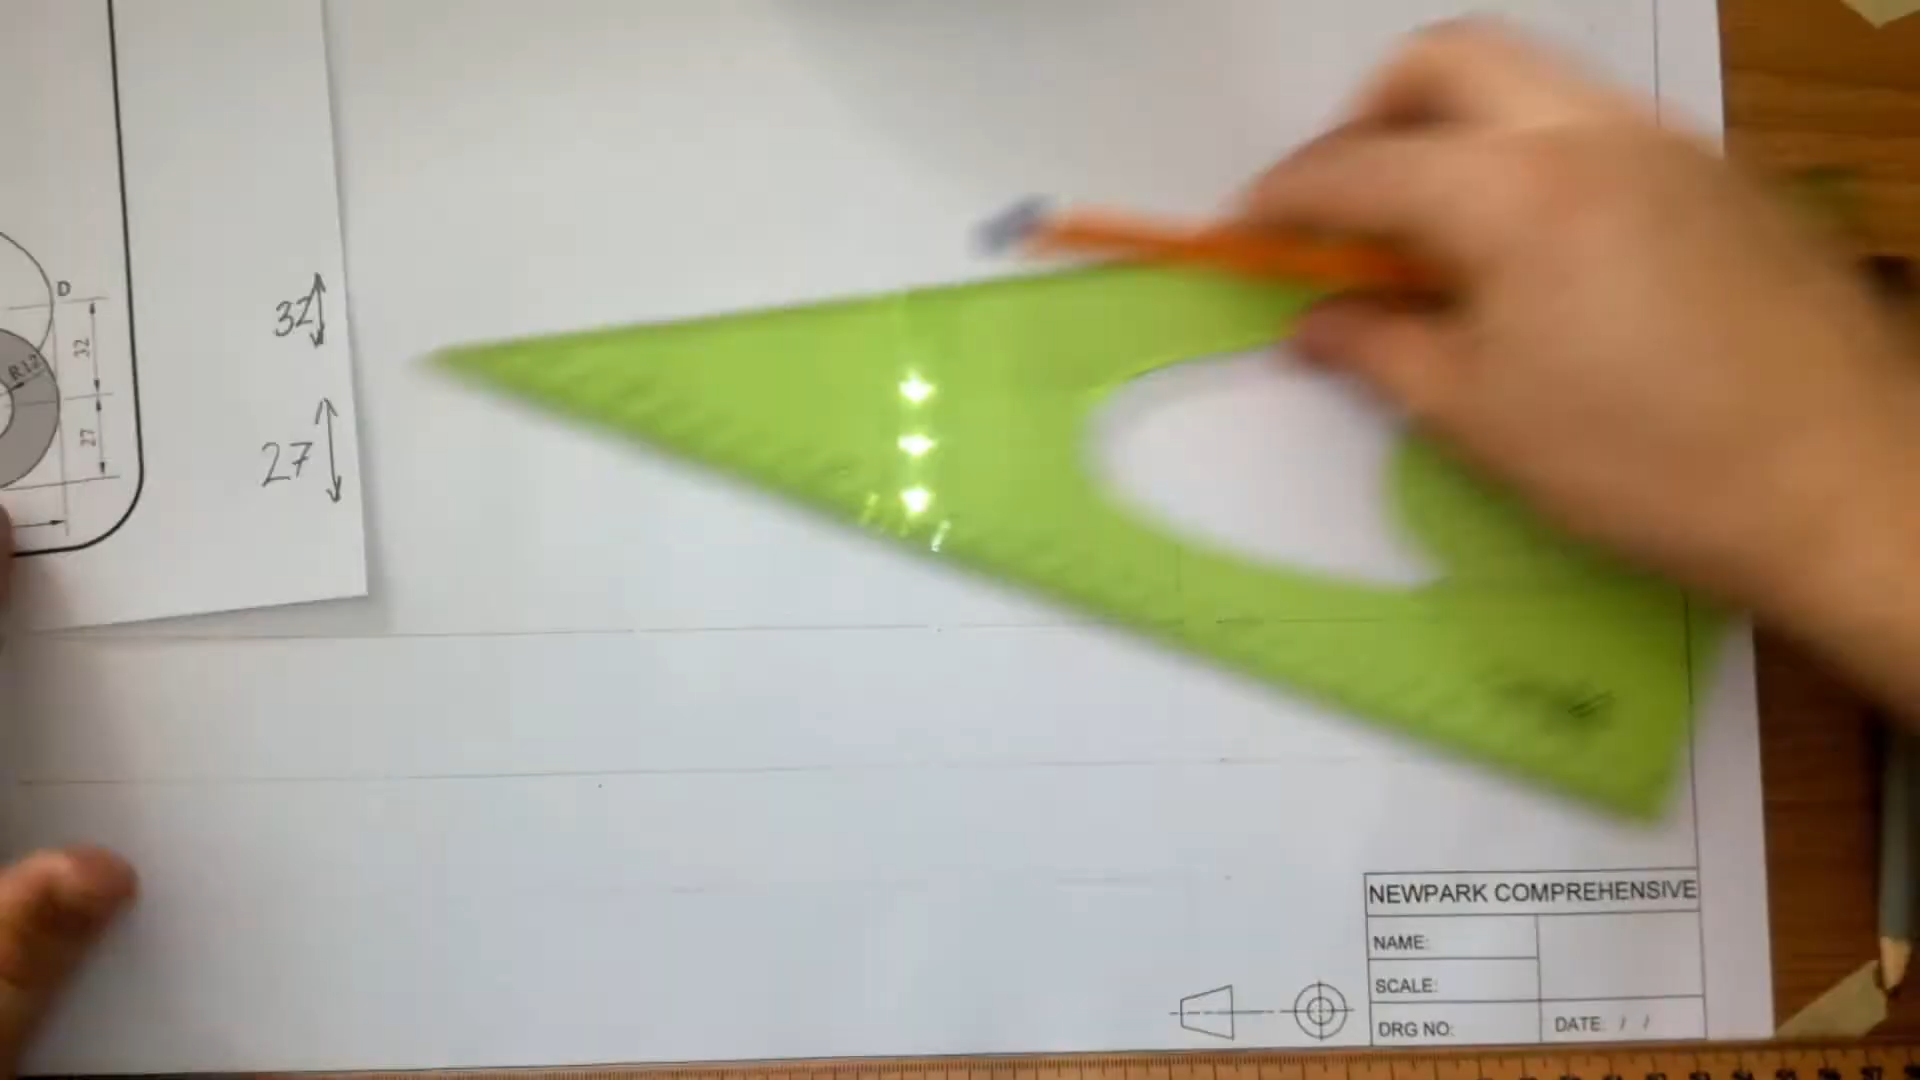 D
32
R12
27
32
27
NEWPARK COMPREHENSIVE
NAME:
SCALE:
DRG NO:
DATE: / /